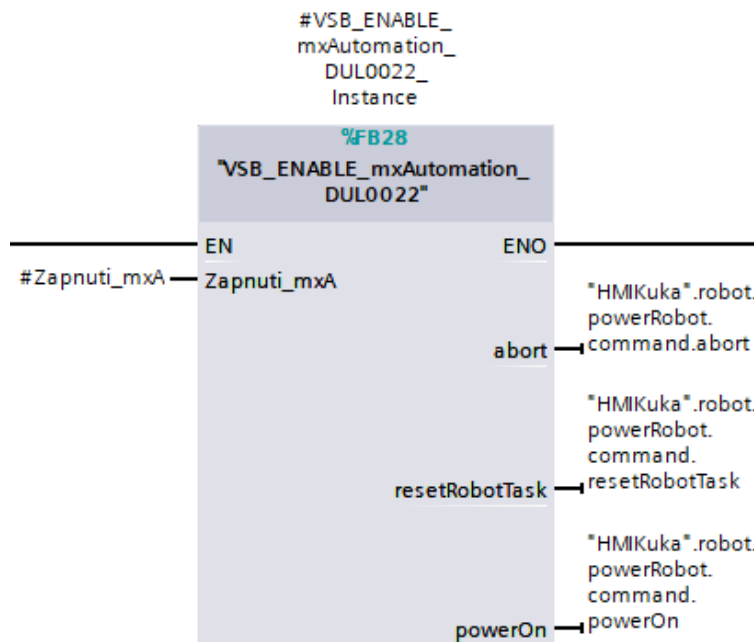 #VSB_ENABLE_
mxAutomation_
DUL0022_
Instance
%FB28
"VSB_ENABLE_mxAutomation_
DUL0022"
EN
ENO
#Zapnuti_mxA
Zapnuti_mxA
abort
"HMIKuka".robot.
powerRobot.
command.abort
resetRobotTask
"HMIKuka".robot.
powerRobot.
command.
resetRobotTask
powerOn
"HMIKuka".robot.
powerRobot.
command.
powerOn